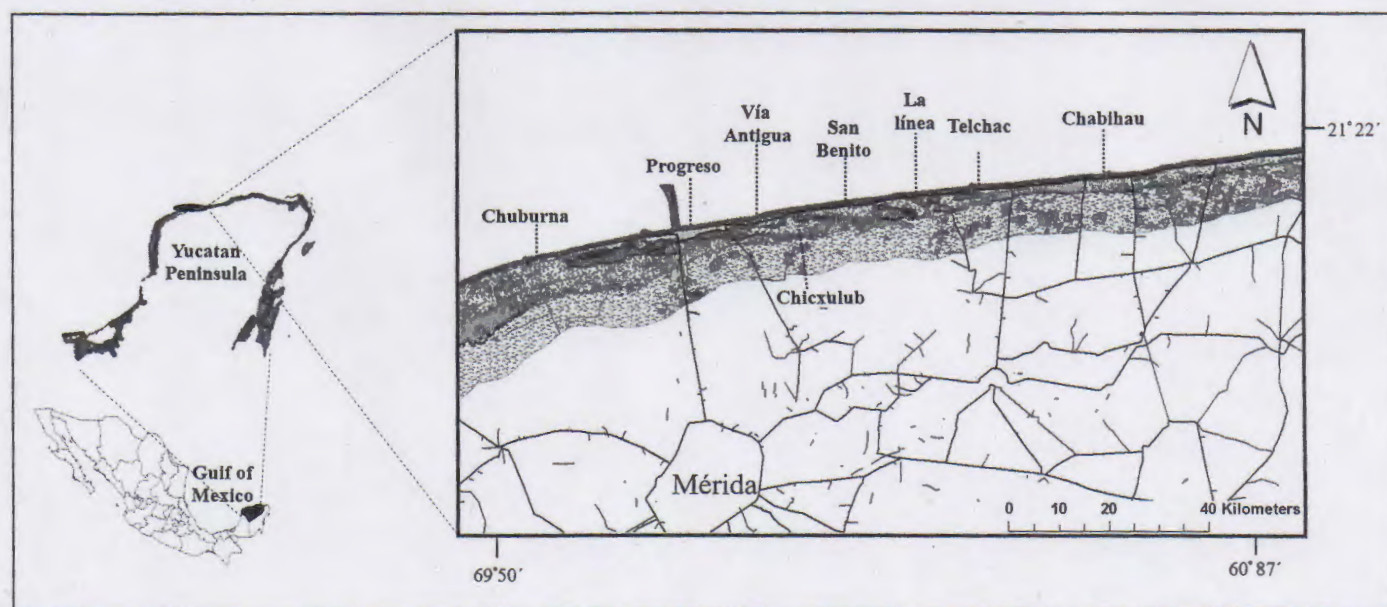 Yucatan
Peninsula
Gulf of
Mexico
Chuburna
Progreso
Vía
Antigua
San
Benito
La
línea
Telchac
Chabihau
N
21°22´
Chicxulub
Mérida
0 10 20 40 Kilometers
69°50´
60°87´